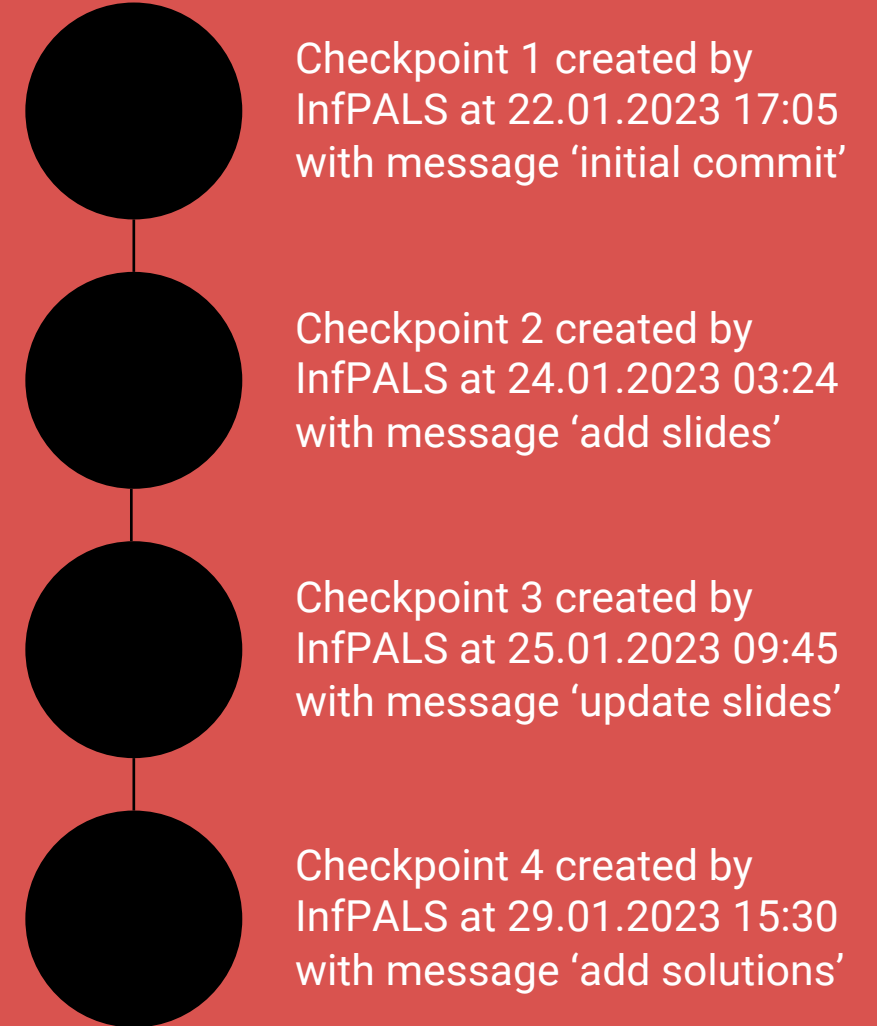 Checkpoint 1 created by
InfPALS at 22.01.2023 17:05
with message ‘initial commit’
Checkpoint 2 created by
InfPALS at 24.01.2023 03:24
with message ‘add slides’
Checkpoint 3 created by
InfPALS at 25.01.2023 09:45
with message ‘update slides’
Checkpoint 4 created by
InfPALS at 29.01.2023 15:30
with message ‘add solutions’